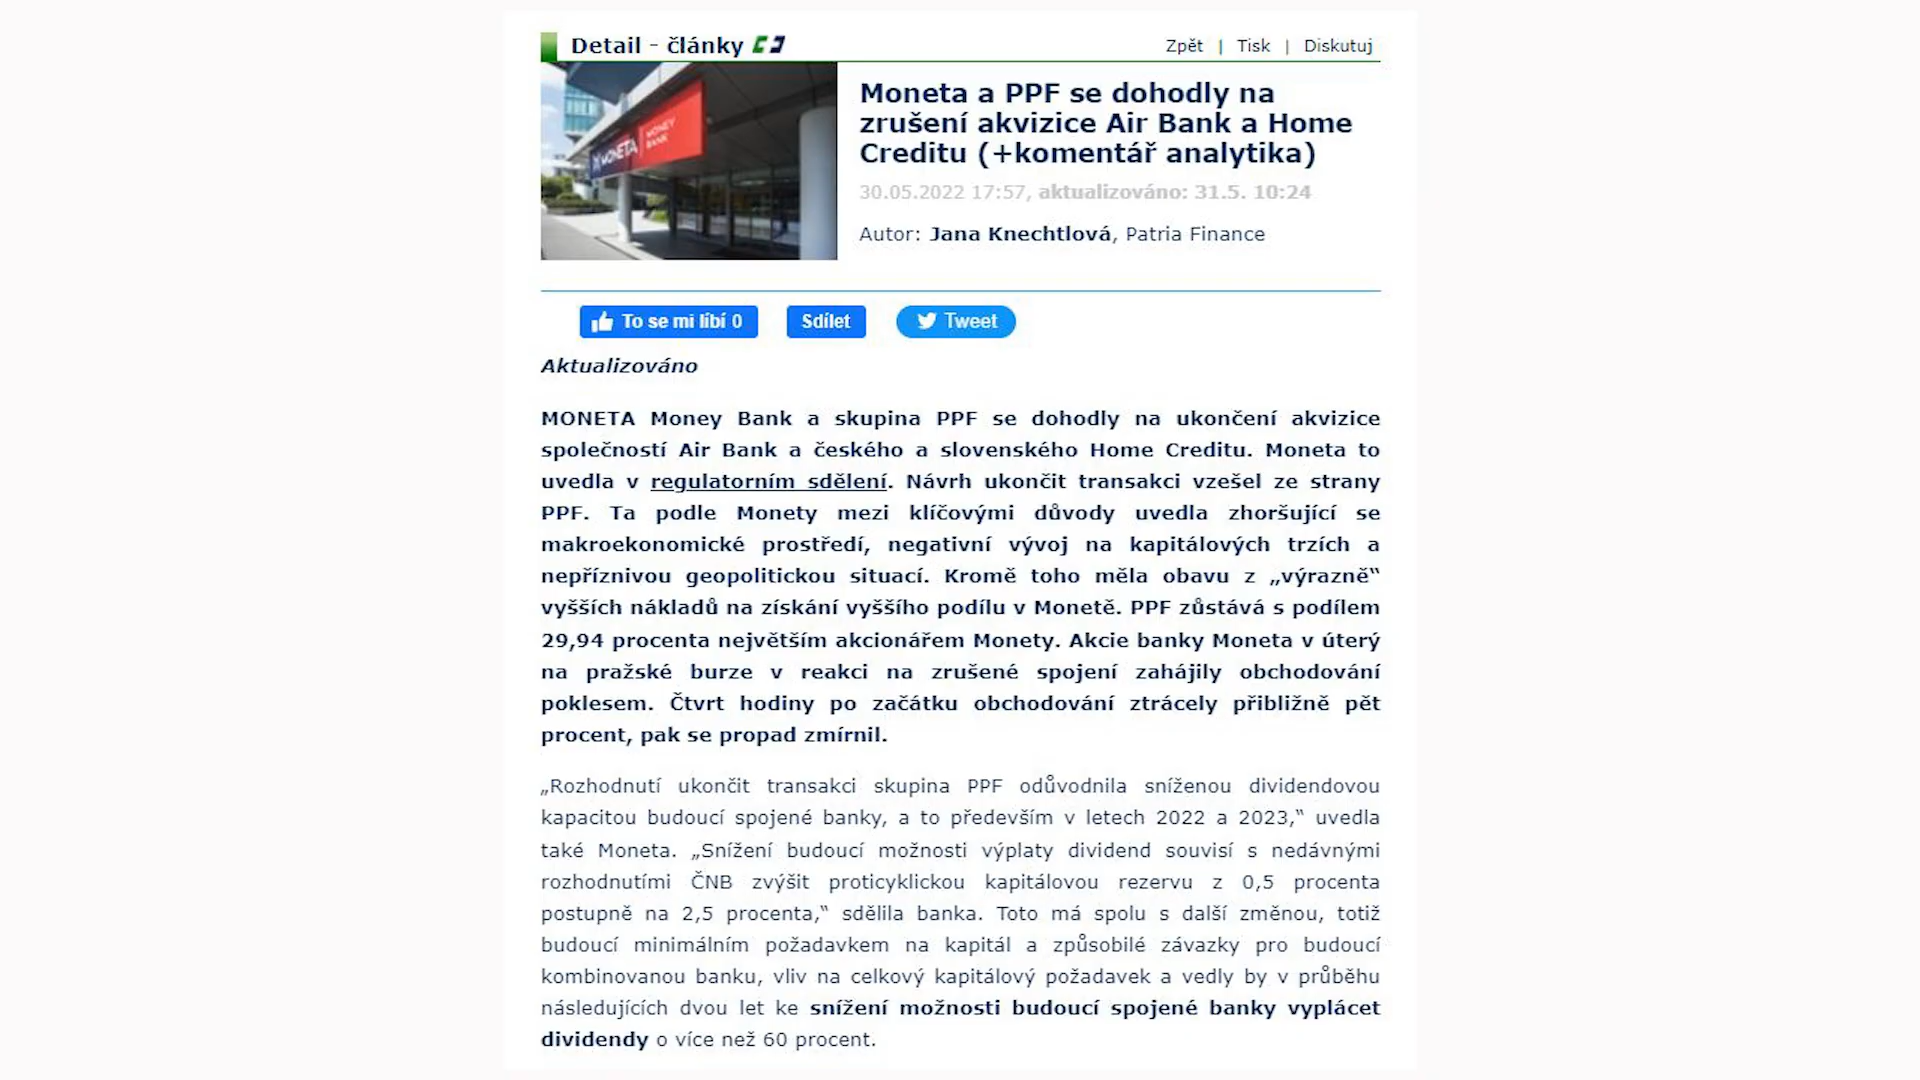 Detail - články
Zpět | Tisk | Diskutuj
MONETA MONEY BANK
Moneta a PPF se dohodly na
zrušení akvizice Air Bank a Home
Creditu (+komentář analytika)
30.05.2022 17:57, aktualizováno: 31.5. 10:24
Autor: Jana Knechtlová, Patria Finance
To se mi líbí 0
Sdílet
Tweet
Aktualizováno
MONETA Money Bank a skupina PPF se dohodly na ukončení akvizice
společností Air Bank a českého a slovenského Home Creditu. Moneta to
uvedla v regulatorním sdělení. Návrh ukončit transakci vzešel ze strany
PPF. Ta podle Monety mezi klíčovými důvody uvedla zhoršující se
makroekonomické prostředí, negativní vývoj na kapitálových trzích a
nepříznivou geopolitickou situací. Kromě toho měla obavu z „výrazně“
vyšších nákladů na získání vyššího podílu v Monetě. PPF zůstává s podílem
29,94 procenta největším akcionářem Monety. Akcie banky Moneta v úterý
na pražské burze v reakci na zrušené spojení zahájily obchodování
poklesem. Čtvrt hodiny po začátku obchodování ztrácely přibližně pět
procent, pak se propad zmírnil.
„Rozhodnutí ukončit transakci skupina PPF odůvodnila sníženou dividendovou
kapacitou budoucí spojené banky, a to především v letech 2022 a 2023,“ uvedla
také Moneta. „Snížení budoucí možnosti výplaty dividend souvisí s nedávnými
rozhodnutími ČNB zvýšit proticyklickou kapitálovou rezervu z 0,5 procenta
postupně na 2,5 procenta,“ sdělila banka. Toto má spolu s další změnou, totiž
budoucí minimálním požadavkem na kapitál a způsobilé závazky pro budoucí
kombinovanou banku, vliv na celkový kapitálový požadavek a vedly by v průběhu
následujících dvou let ke snížení možnosti budoucí spojené banky vyplácet
dividendy o více než 60 procent.